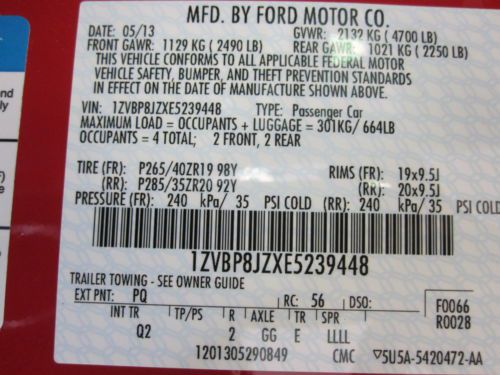 MFD. BY FORD MOTOR CO.
DATE: 05/13 GVWR: 2132 KG (4700 LB)
FRONT GAWR: 1129 KG (2490 LB) REAR GAWR: 1021 KG (2250 LB)
THIS VEHICLE CONFORMS TO ALL APPLICABLE FEDERAL MOTOR
VEHICLE SAFETY, BUMPER, AND THEFT PREVENTION STANDARDS
IN EFFECT ON THE DATE OF MANUFACTURE SHOWN ABOVE.
VIN: 1ZVBP8JZXE5239448 TYPE: Passenger Car
MAXIMUM LOAD = OCCUPANTS + LUGGAGE = 301KG/ 664LB
OCCUPANTS = 4 TOTAL; 2 FRONT, 2 REAR
TIRE (FR): P265/40ZR19 98Y RIMS (FR): 19x9.5J
(RR): P285/35ZR20 92Y (RR): 20x9.5J
PRESSURE (FR): 240 kPa/ 35 PSI COLD (RR): 240 kPa/ 35 PSI COLD
1ZVBP8JZXE5239448
TRAILER TOWING - SEE OWNER GUIDE
EXT PNT: PQ RC: 56 DSO: F0066
INT TR TP/PS R AXLE TR SPR R0028
Q2 2 GG E LLLL
1201305290849 CMC ▽5U5A-5420472-AA
and
ly